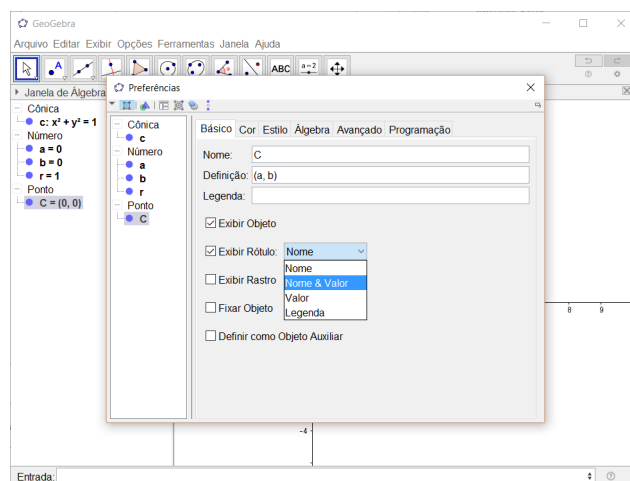 GeoGebra
Arquivo Editar Exibir Opções Ferramentas Janela Ajuda
A
ABC
a=2
Janela de Álgebra
Cônica
c: x² + y² = 1
Número
a = 0
b = 0
r = 1
Ponto
C = (0, 0)
Preferências
Cônica
c
Número
a
b
r
Ponto
C
Básico Cor Estilo Álgebra Avançado Programação
Nome: C
Definição: (a, b)
Legenda:
Exibir Objeto
Exibir Rótulo: Nome
Nome
Exibir Rastro Nome & Valor
Valor
Fixar Objeto Legenda
Definir como Objeto Auxiliar
8 9
-4
Entrada: